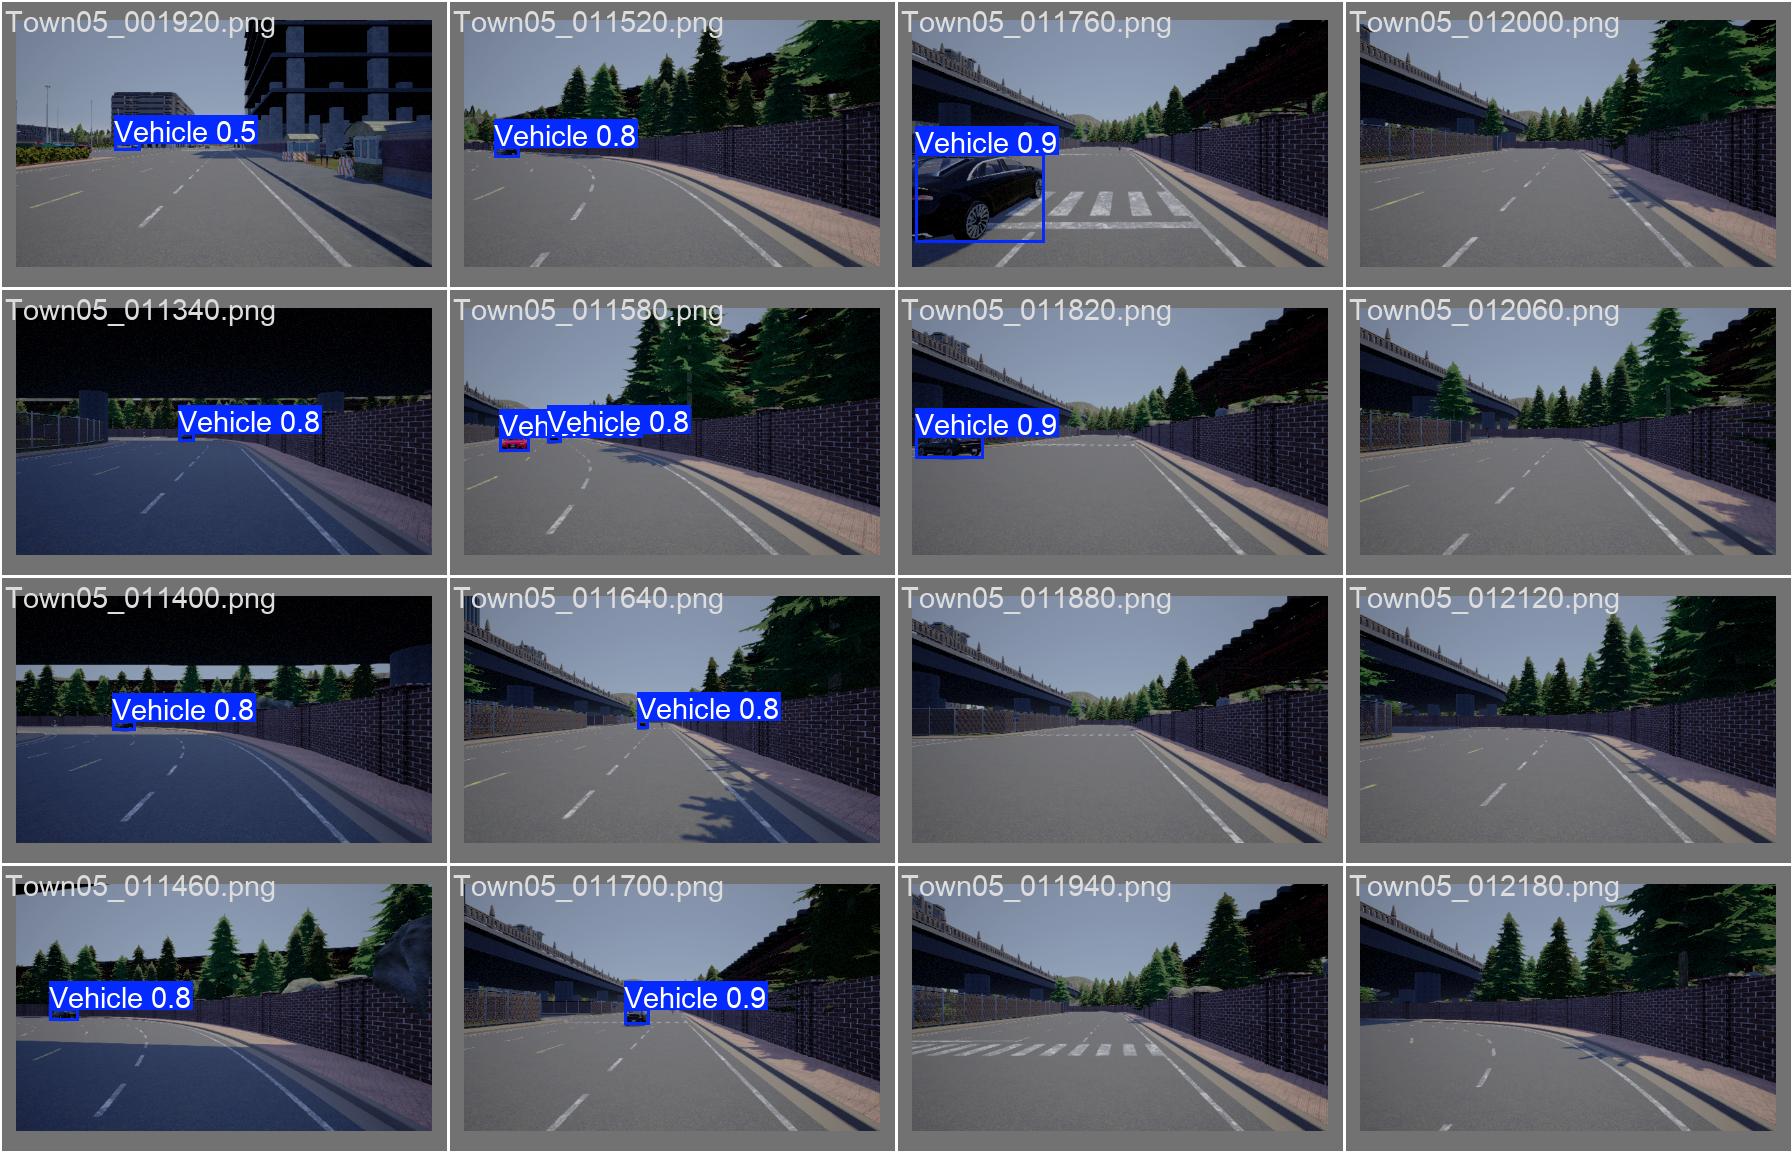 Town05_001920.png
Vehicle 0.5
Town05_011520.png
Vehicle 0.8
Town05_011760.png
Vehicle 0.9
Town05_012000.png
Town05_011340.png
Vehicle 0.8
Town05_011580.png
Veh
Vehicle 0.8
Town05_011820.png
Vehicle 0.9
Town05_012060.png
Town05_011400.png
Vehicle 0.8
Town05_011640.png
Vehicle 0.8
Town05_011880.png
Town05_012120.png
Town05_011460.png
Vehicle 0.8
Town05_011700.png
Vehicle 0.9
Town05_011940.png
Town05_012180.png